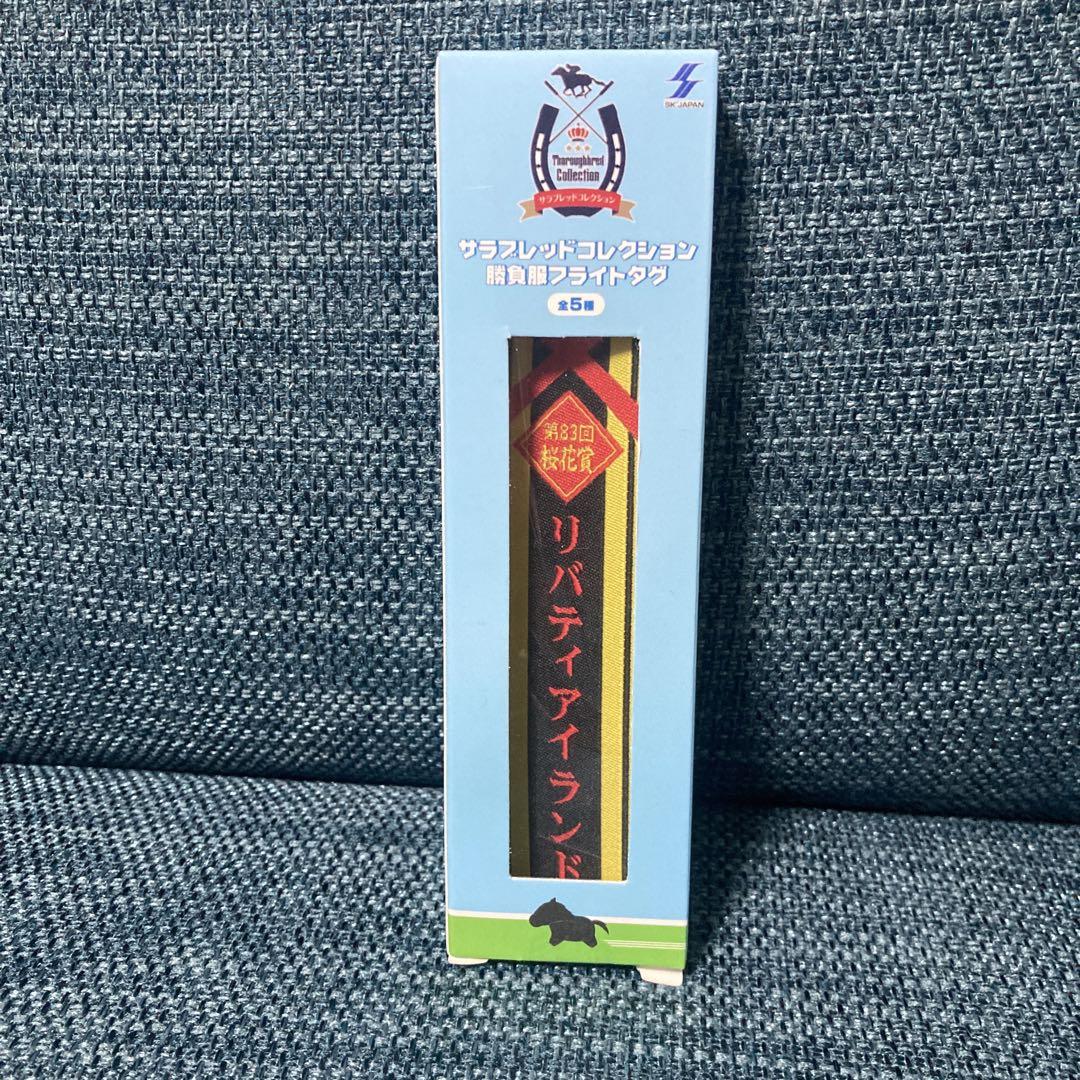 SK JAPAN
Thoroughbred
Collection
サラブレッドコレクション
サラブレッドコレクション
勝負服フライトタグ
全5種
第83回
桜花賞
リバティアイランド